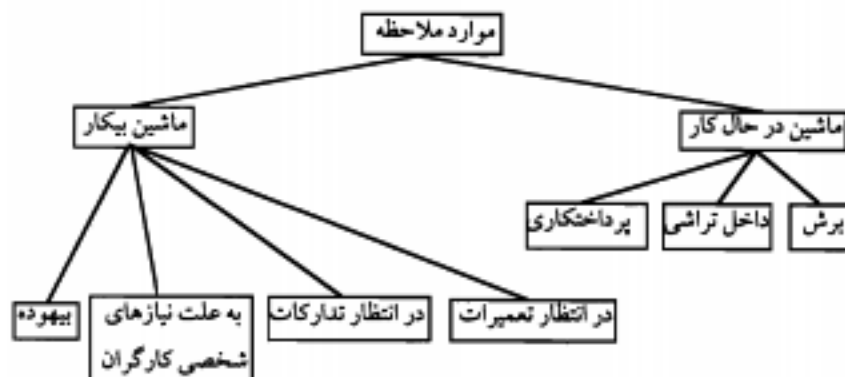 موارد ملاحظه
ماشین در حال کار
ماشین بیکار
برش
داخل تراشی
پرداختکاری
در انتظار تعمیرات
در انتظار تدارکات
به علت نیازهای
شخصی کارگران
بیهوده